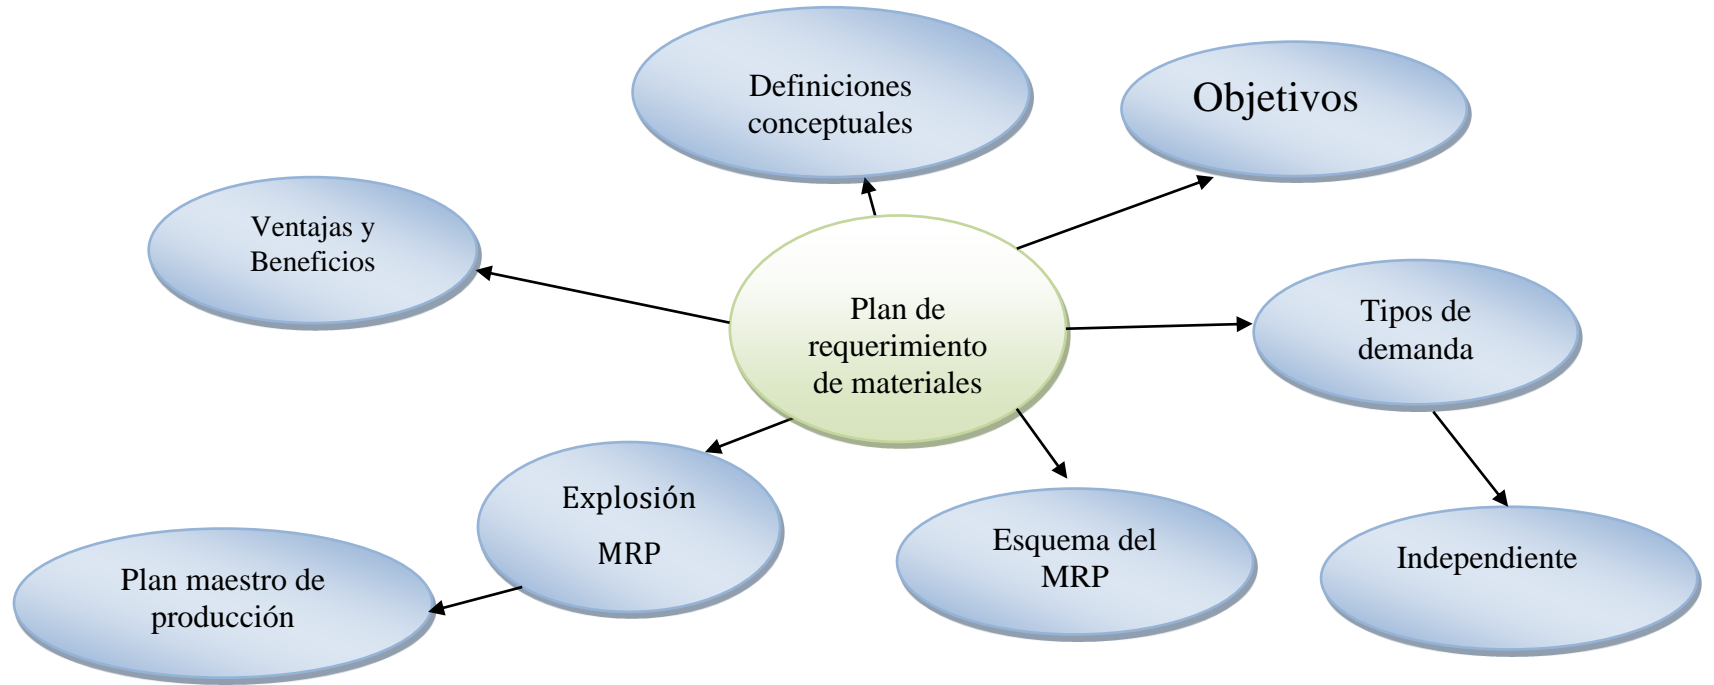 Definiciones
conceptuales
Objetivos
Ventajas y
Beneficios
Plan de
requerimiento
de materiales
Tipos de
demanda
Explosión
MRP
Esquema del
MRP
Independiente
Plan maestro de
producción